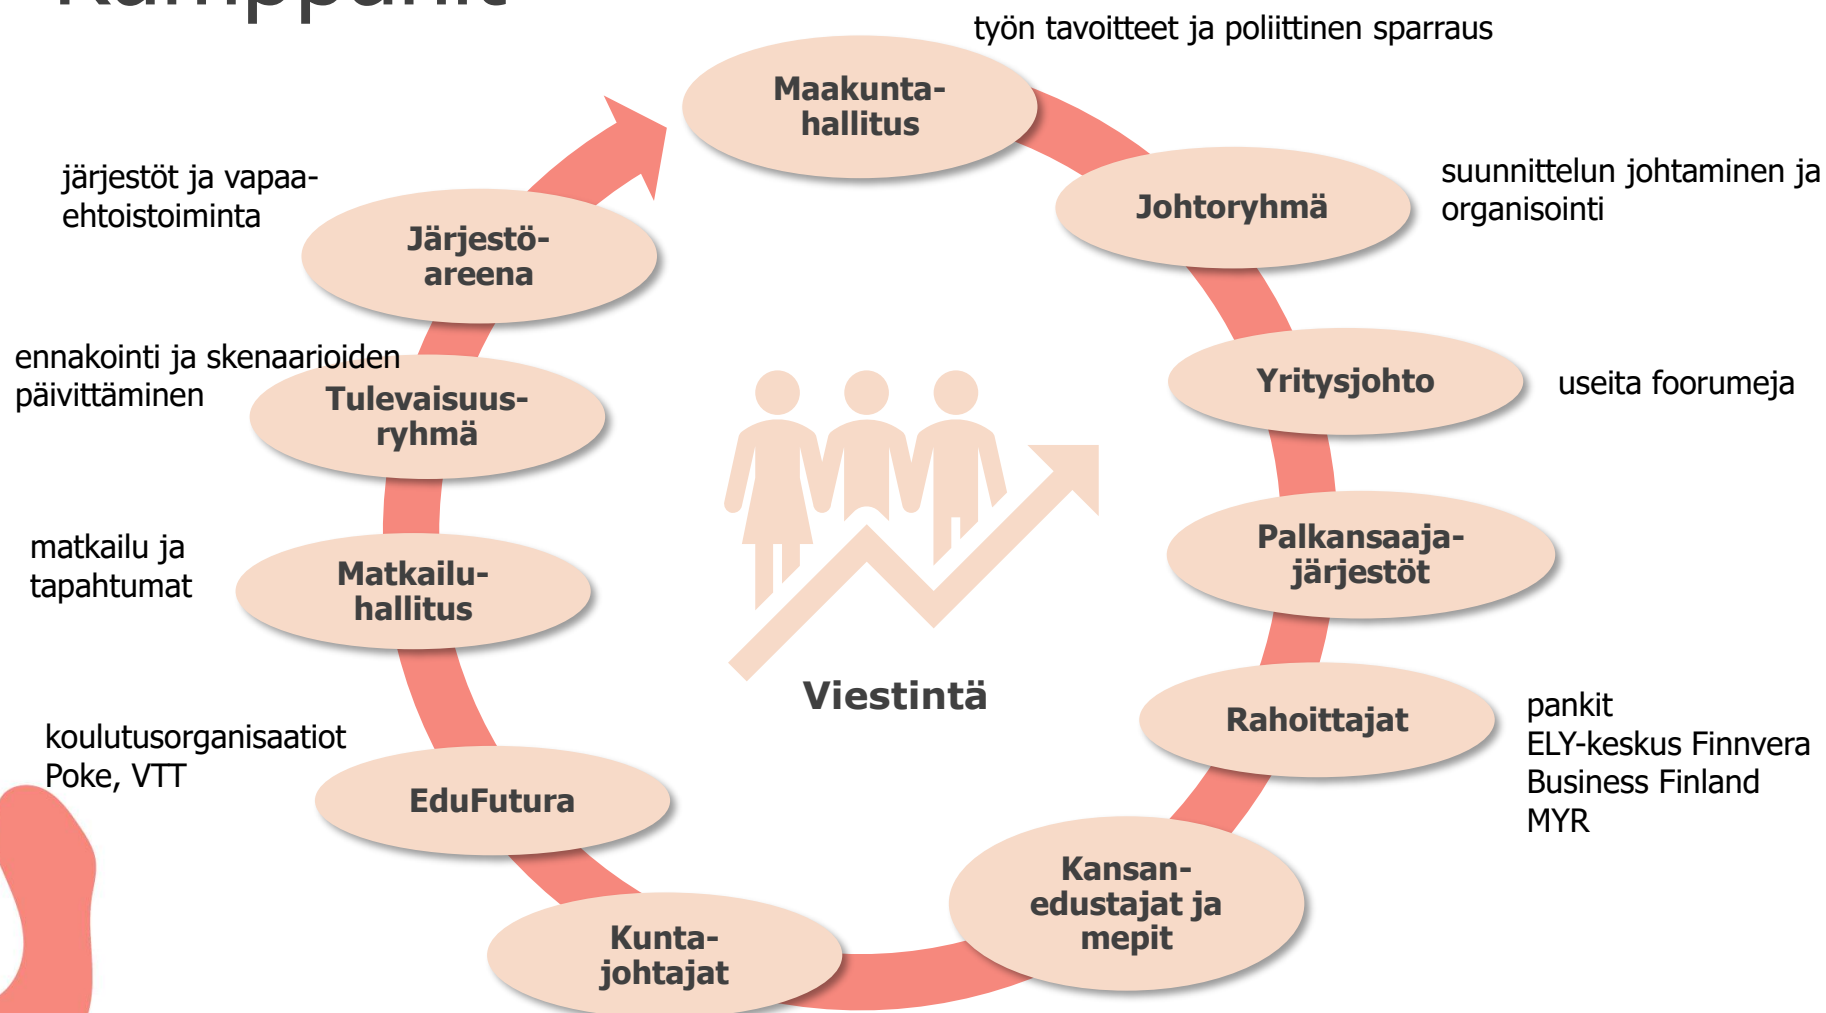 Kumppanit
työn tavoitteet ja poliittinen sparraus
Maakunta-
hallitus
Johtoryhmä
suunnittelun johtaminen ja
organisointi
Yritysjohto
useita foorumeja
Palkansaaja-
järjestöt
Rahoittajat
pankit
ELY-keskus Finnvera
Business Finland
MYR
Kansan-
edustajat ja
mepit
Kunta-
johtajat
EduFutura
koulutusorganisaatiot
Poke, VTT
Matkailu-
hallitus
matkailu ja
tapahtumat
Tulevaisuus-
ryhmä
ennakointi ja skenaarioiden
päivittäminen
Järjestö-
areena
järjestöt ja vapaa-
ehtoistoiminta
Viestintä